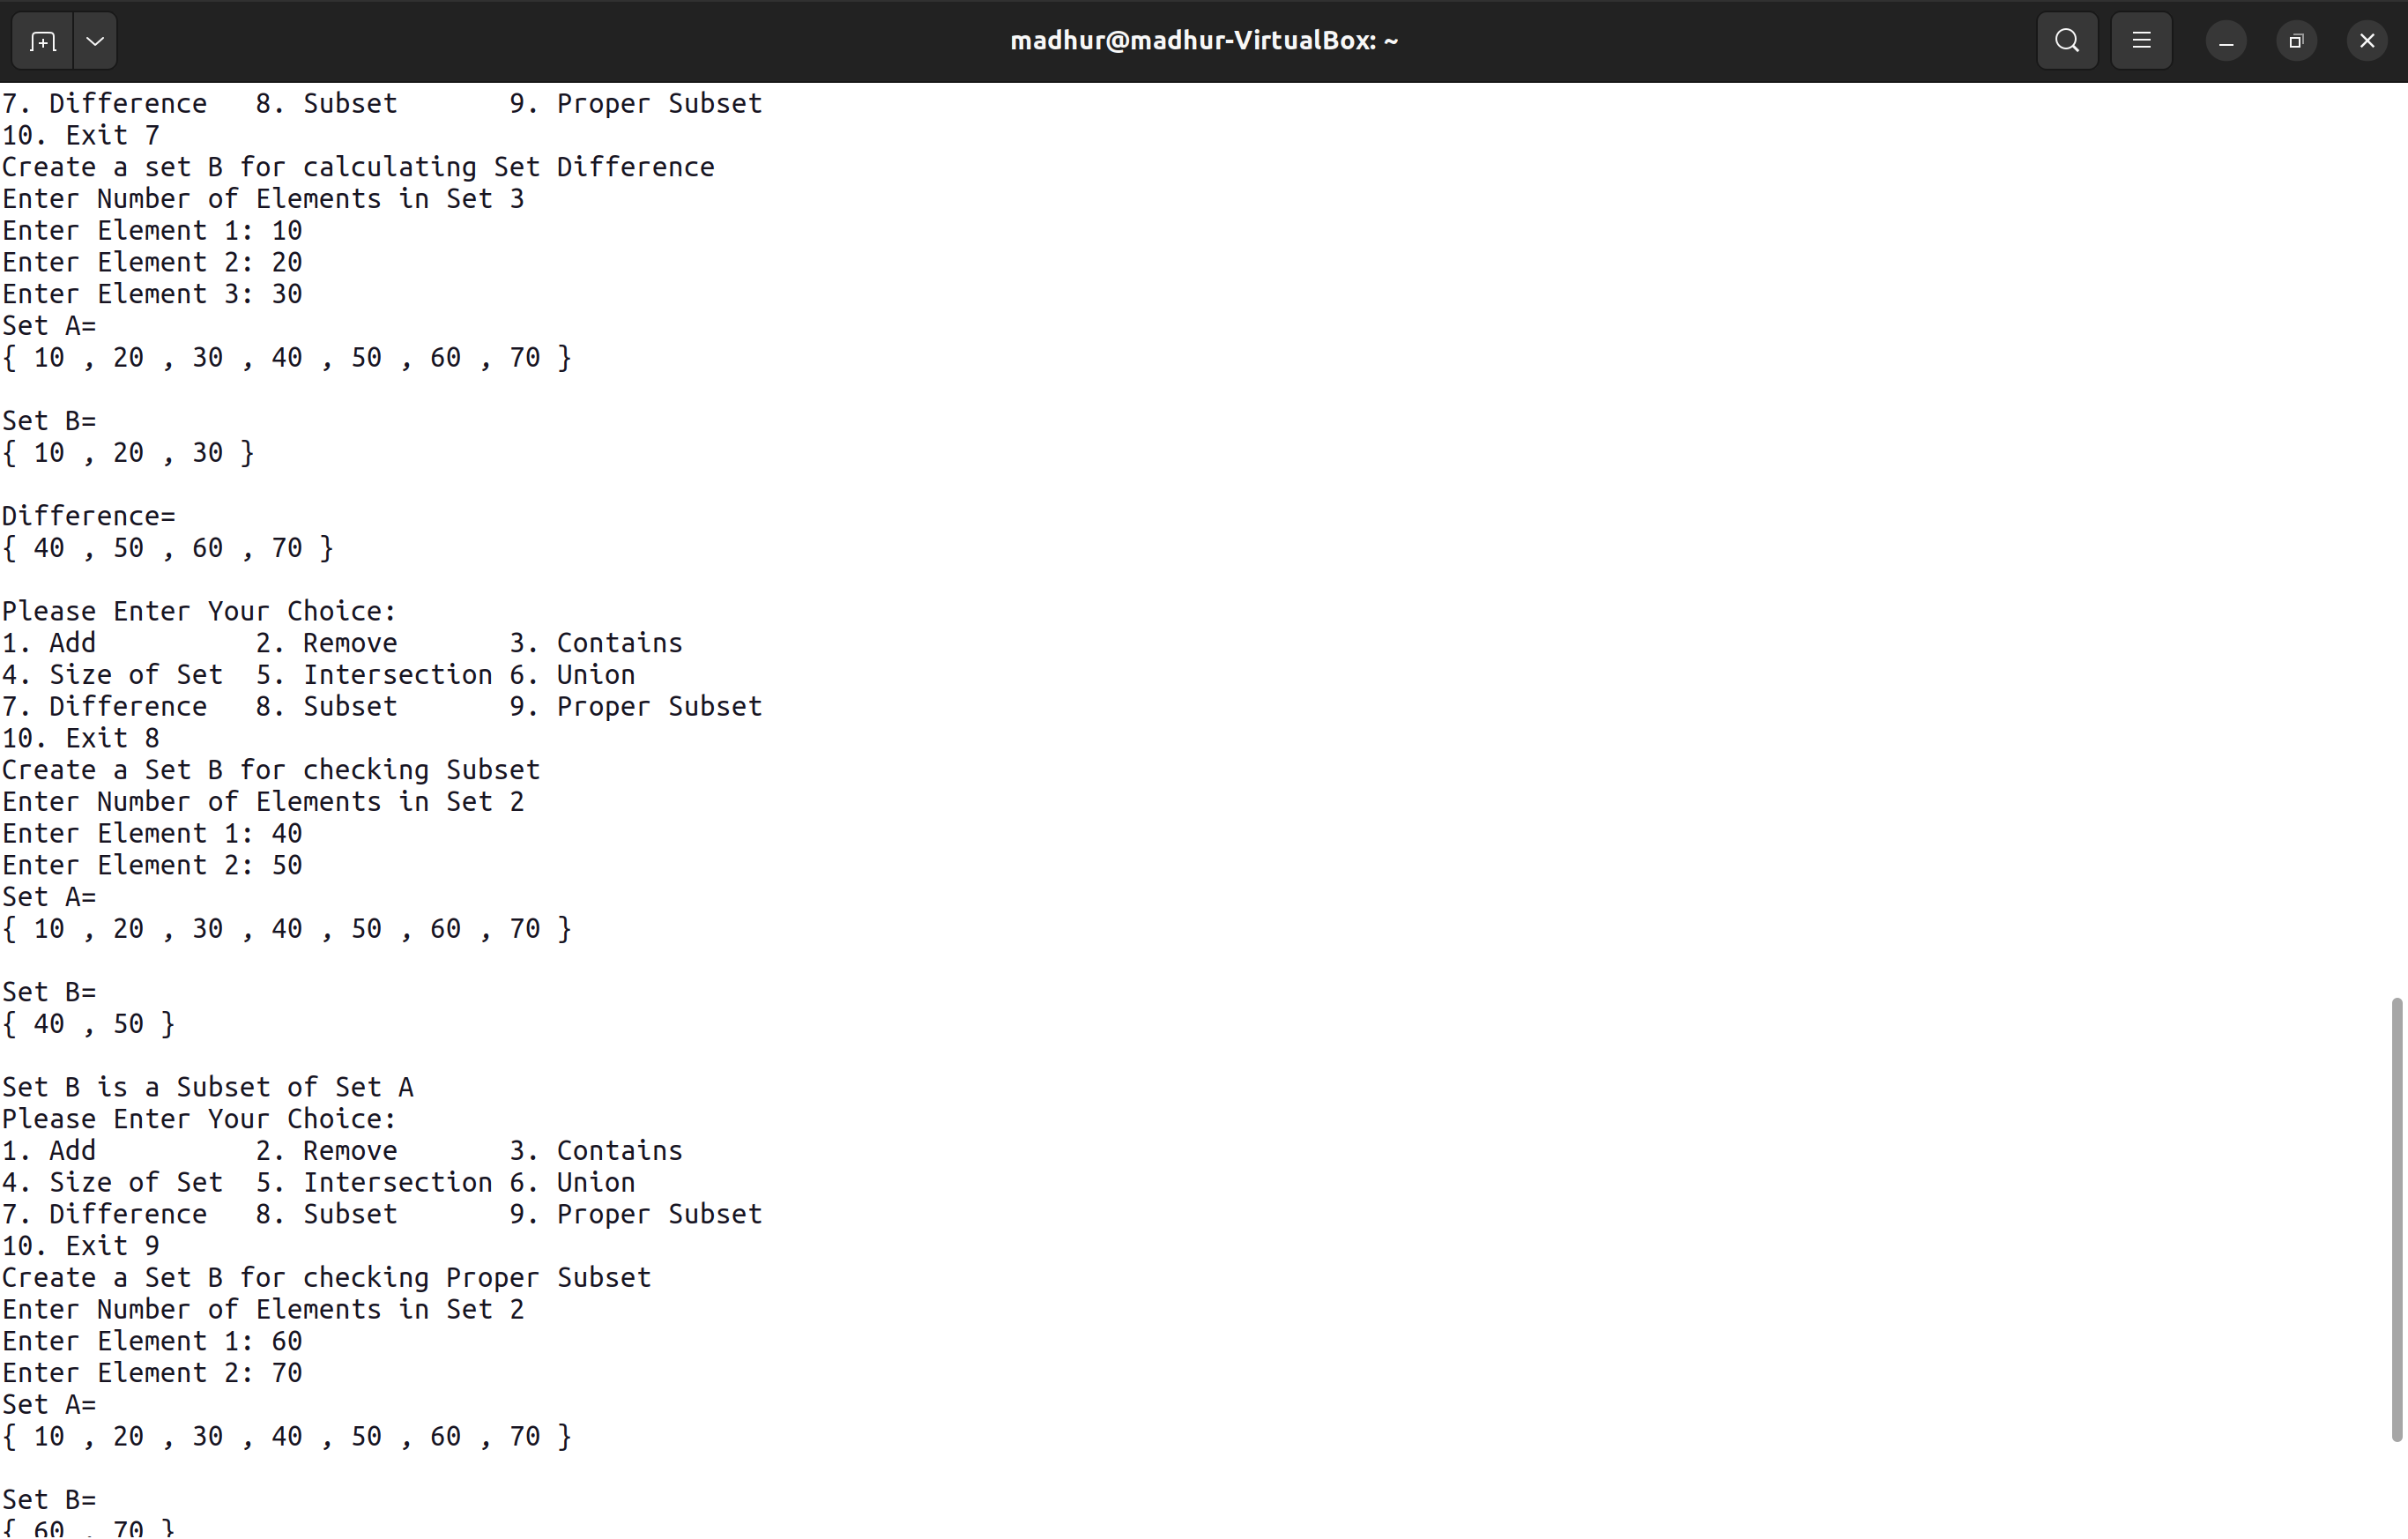 madhur@madhur-VirtualBox: ~
7. Difference   8. Subset       9. Proper Subset
10. Exit 7
Create a set B for calculating Set Difference
Enter Number of Elements in Set 3
Enter Element 1: 10
Enter Element 2: 20
Enter Element 3: 30
Set A=
{ 10 , 20 , 30 , 40 , 50 , 60 , 70 }

Set B=
{ 10 , 20 , 30 }

Difference=
{ 40 , 50 , 60 , 70 }

Please Enter Your Choice:
1. Add          2. Remove       3. Contains
4. Size of Set  5. Intersection 6. Union
7. Difference   8. Subset       9. Proper Subset
10. Exit 8
Create a Set B for checking Subset
Enter Number of Elements in Set 2
Enter Element 1: 40
Enter Element 2: 50
Set A=
{ 10 , 20 , 30 , 40 , 50 , 60 , 70 }

Set B=
{ 40 , 50 }

Set B is a Subset of Set A
Please Enter Your Choice:
1. Add          2. Remove       3. Contains
4. Size of Set  5. Intersection 6. Union
7. Difference   8. Subset       9. Proper Subset
10. Exit 9
Create a Set B for checking Proper Subset
Enter Number of Elements in Set 2
Enter Element 1: 60
Enter Element 2: 70
Set A=
{ 10 , 20 , 30 , 40 , 50 , 60 , 70 }

Set B=
{ 60 , 70 }